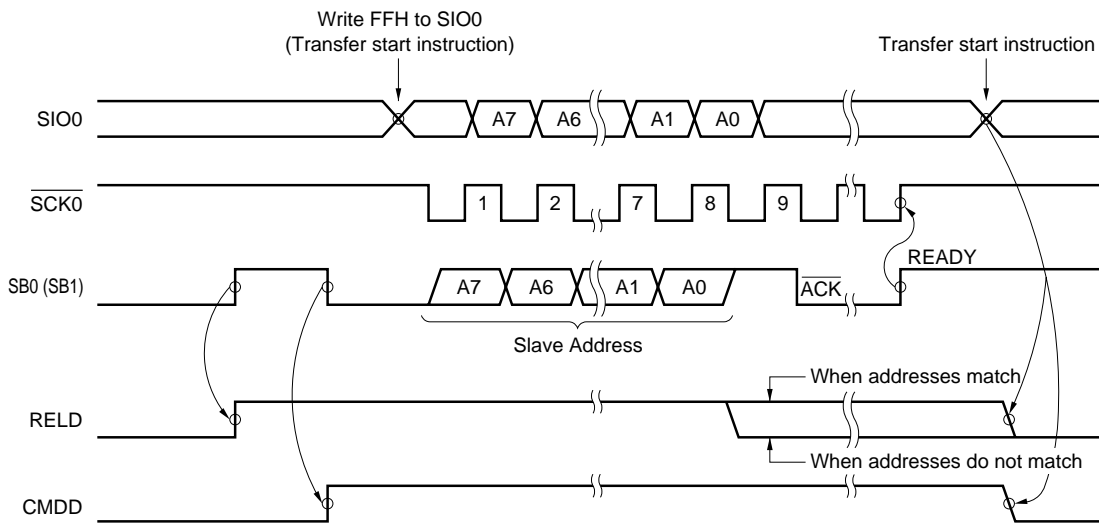 Write FFH to SIO0
(Transfer start instruction)
Transfer start instruction
SIO0
A7 A6 A1 A0
SCK0
1 2 7 8 9
READY
SB0 (SB1)
A7 A6 A1 A0
ACK
Slave Address
When addresses match
RELD
When addresses do not match
CMDD